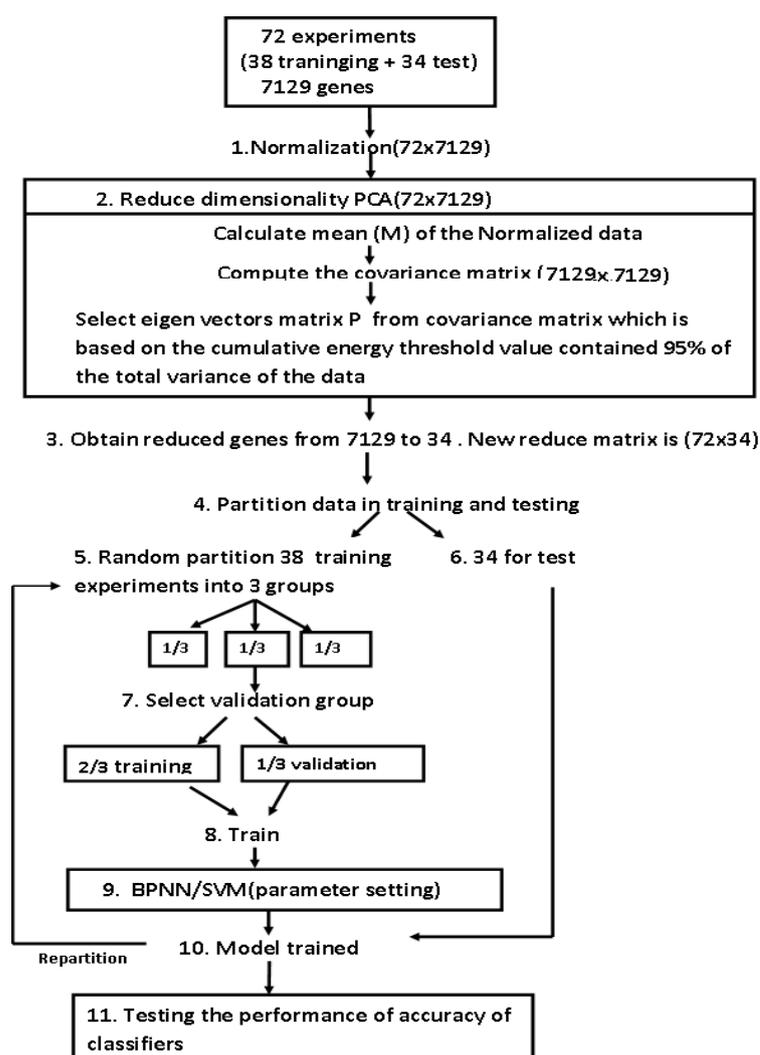 72 experiments
(38 traninging + 34 test)
7129 genes
1.Normalization(72x7129)
2. Reduce dimensionality PCA(72x7129)
Calculate mean (M) of the Normalized data
Compute the covariance matrix (7129x.7129)
Select eigen vectors matrix P from covariance matrix which is
based on the cumulative energy threshold value contained 95% of
the total variance of the data
3. Obtain reduced genes from 7129 to 34 . New reduce matrix is (72x34)
4. Partition data in training and testing
5. Random partition 38 training
experiments into 3 groups
6. 34 for test
1/3
1/3
1/3
7. Select validation group
2/3 training
1/3 validation
8. Train
9. BPNN/SVM(parameter setting)
10. Model trained
Repartition
11. Testing the performance of accuracy of
classifiers